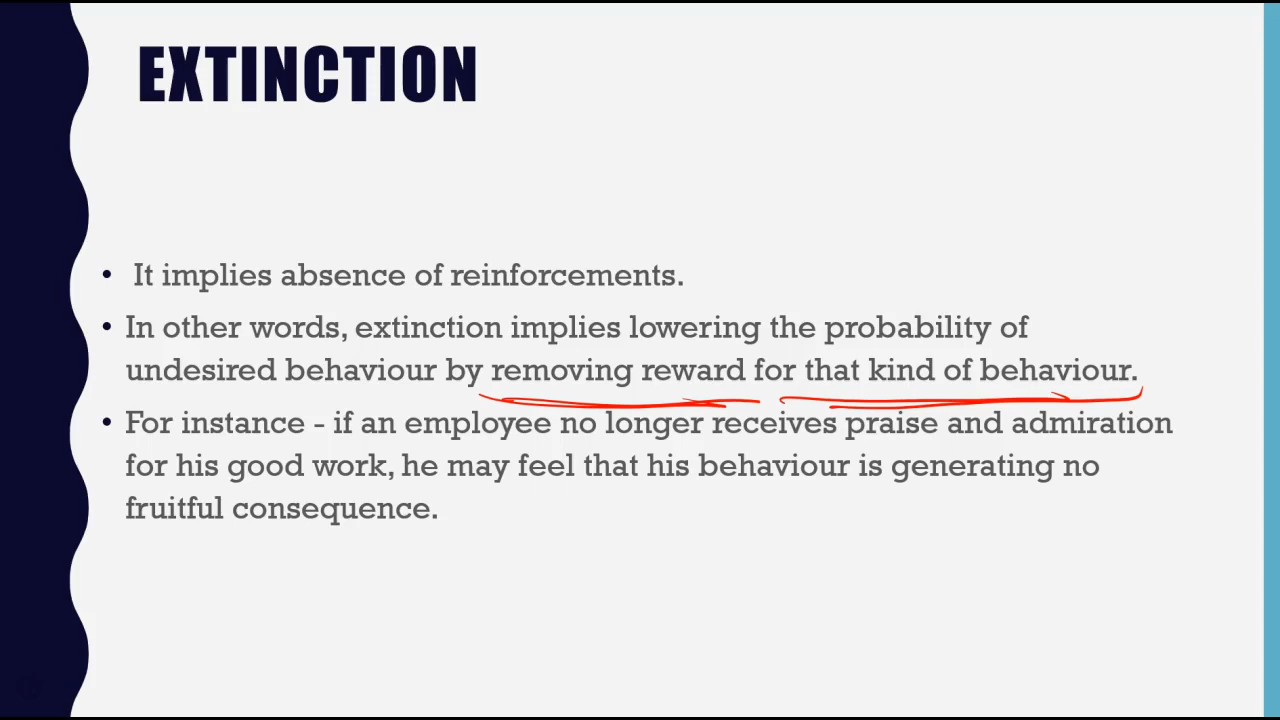 EXTINCTION
• It implies absence of reinforcements.
• In other words, extinction implies lowering the probability of
undesired behaviour by removing reward for that kind of behaviour.
• For instance - if an employee no longer receives praise and admiration
for his good work, he may feel that his behaviour is generating no
fruitful consequence.